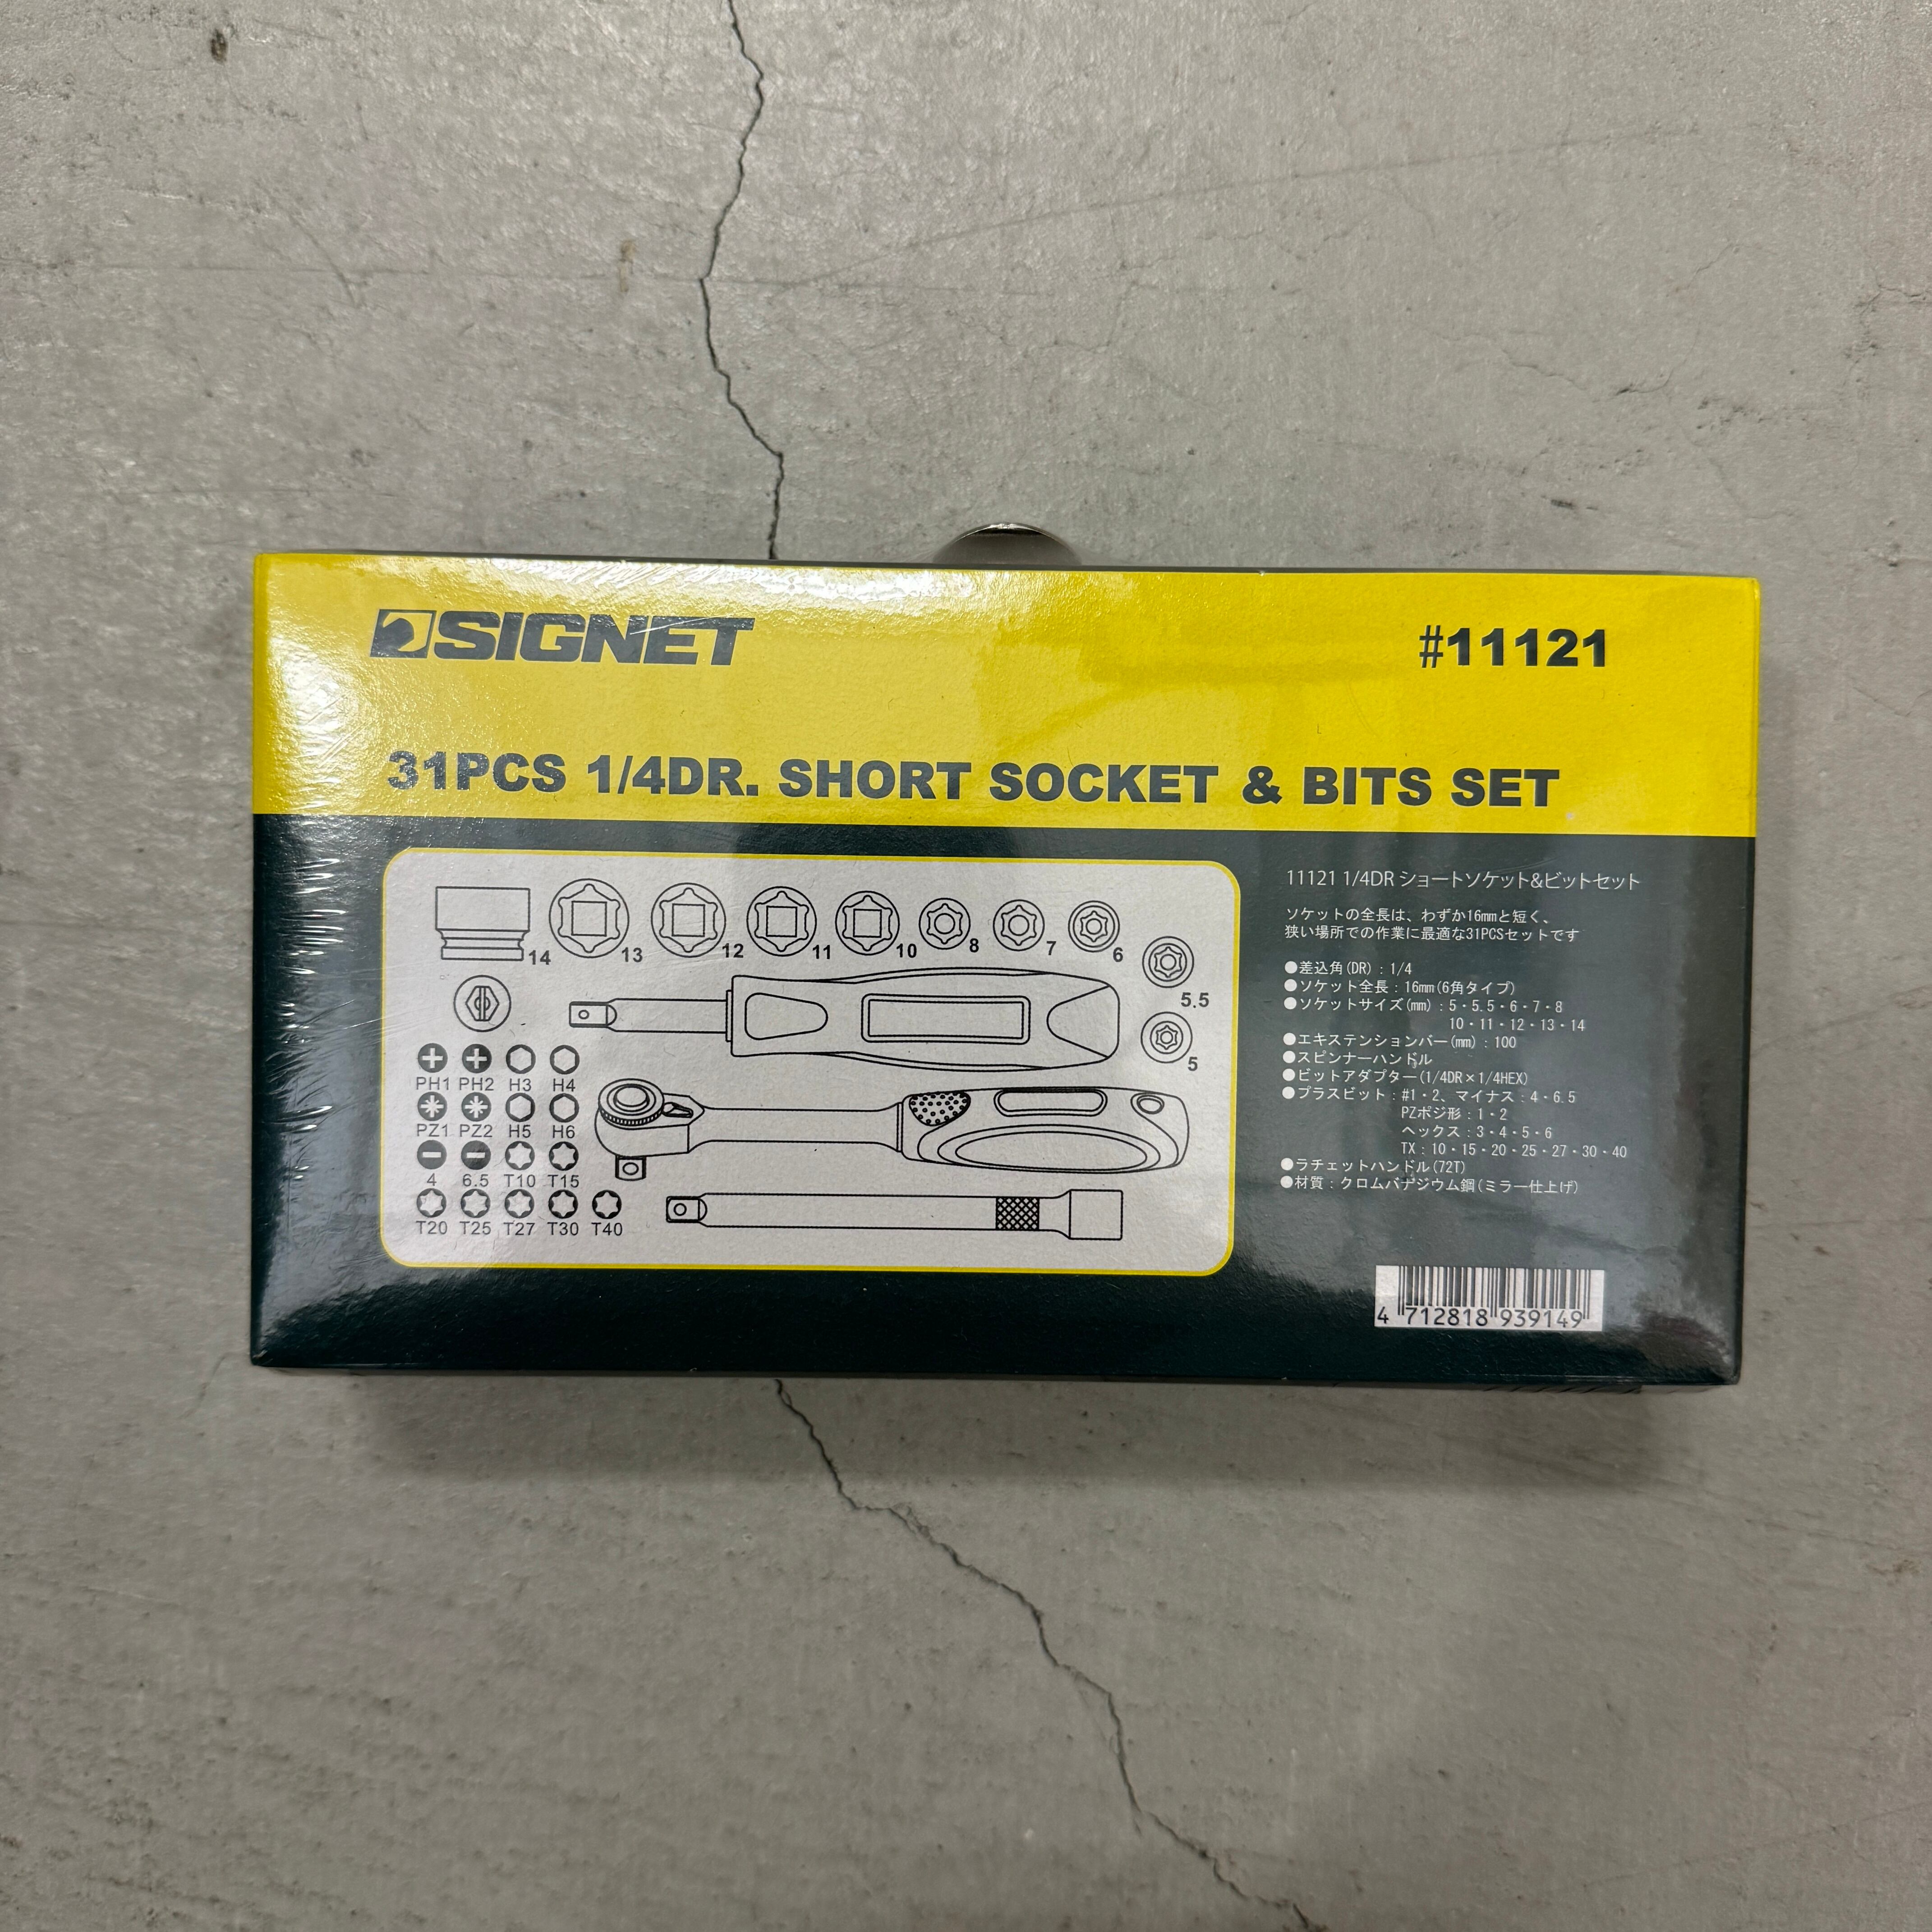 SIGNET
#11121
31PCS 1/4DR. SHORT SOCKET & BITS SET
14 13 12 11 10 8 7 6
5.5
5
PH1 PH2 H3 H4
PZ1 PZ2 H5 H6
4 6.5 T10 T15
T20 T25 T27 T30 T40
11121 1/4DR ショートソケット&ビットセット
ソケットの全長は、わずか16mmと短く、
狭い場所での作業に最適な31PCSセットです
●差込角(DR):1/4
●ソケット全長:16mm(6角タイプ)
●ソケットサイズ(mm):5・5.5・6・7・8
10・11・12・13・14
●エキステンションバー(mm):100
●スピンナーハンドル
●ビットアダプター(1/4DR×1/4HEX)
●プラスビット:#1・2、マイナス:4・6.5
PZポジ形:1・2
ヘックス:3・4・5・6
TX:10・15・20・25・27・30・40
●ラチェットハンドル(72T)
●材質:クロムバナジウム鋼(ミラー仕上げ)
4 712818 939149